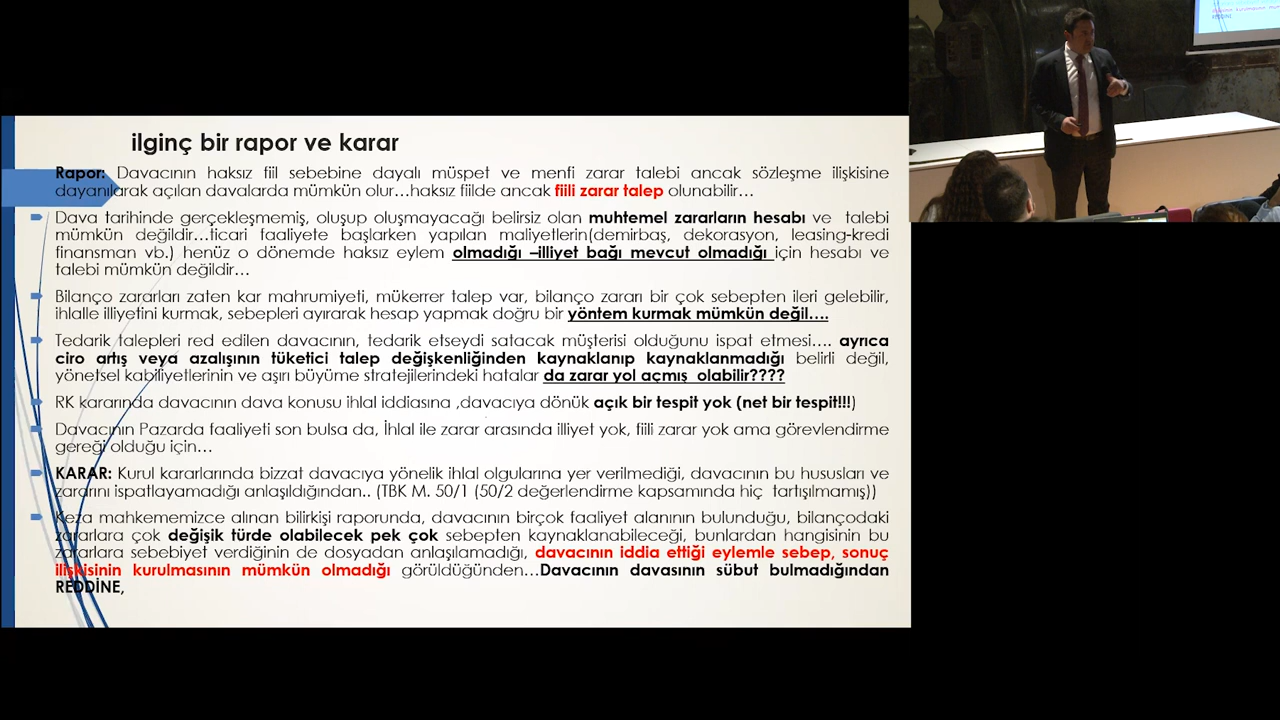 ilginç bir rapor ve karar
Rapor: Davacının haksız fiil sebebine dayalı müspet ve menfi zarar talebi ancak sözleşme ilişkisine
dayanılarak açılan davalarda mümkün olur…haksız fiilde ancak fiili zarar talep olunabilir…
Dava tarihinde gerçekleşmemiş, oluşup oluşmayacağı belirsiz olan muhtemel zararların hesabı ve talebi
mümkün değildir…ticari faaliyete başlarken yapılan maliyetlerin(demirbaş, dekorasyon, leasing-kredi
finansman vb.) henüz o dönemde haksız eylem olmadığı –illiyet bağı mevcut olmadığı için hesabı ve
talebi mümkün değildir…
Bilanço zararları zaten kar mahrumiyeti, mükerrer talep var, bilanço zararı bir çok sebepten ileri gelebilir,
ihlalle illiyetini kurmak, sebepleri ayırarak hesap yapmak doğru bir yöntem kurmak mümkün değil….
Tedarik talepleri red edilen davacının, tedarik etseydi satacak müşterisi olduğunu ispat etmesi…. ayrıca
ciro artış veya azalışının tüketici talep değişkenliğinden kaynaklanıp kaynaklanmadığı belirli değil,
yönetsel kabiliyetlerinin ve aşırı büyüme stratejilerindeki hatalar da zarar yol açmış olabilir????
RK kararında davacının dava konusu ihlal iddiasına ,davacıya dönük açık bir tespit yok (net bir tespit!!!)
Davacının Pazarda faaliyeti son bulsa da, İhlal ile zarar arasında illiyet yok, fiili zarar yok ama görevlendirme
gereği olduğu için…
KARAR: Kurul kararlarında bizzat davacıya yönelik ihlal olgularına yer verilmediği, davacının bu hususları ve
zararını ispatlayamadığı anlaşıldığından.. (TBK M. 50/1 (50/2 değerlendirme kapsamında hiç tartışılmamış))
Keza mahkememizce alınan bilirkişi raporunda, davacının birçok faaliyet alanının bulunduğu, bilançodaki
zararlara çok değişik türde olabilecek pek çok sebepten kaynaklanabileceği, bunlardan hangisinin bu
zararlara sebebiyet verdiğinin de dosyadan anlaşılamadığı, davacının iddia ettiği eylemle sebep, sonuç
ilişkisinin kurulmasının mümkün olmadığı görüldüğünden…Davacının davasının sübut bulmadığından
REDDİNE,